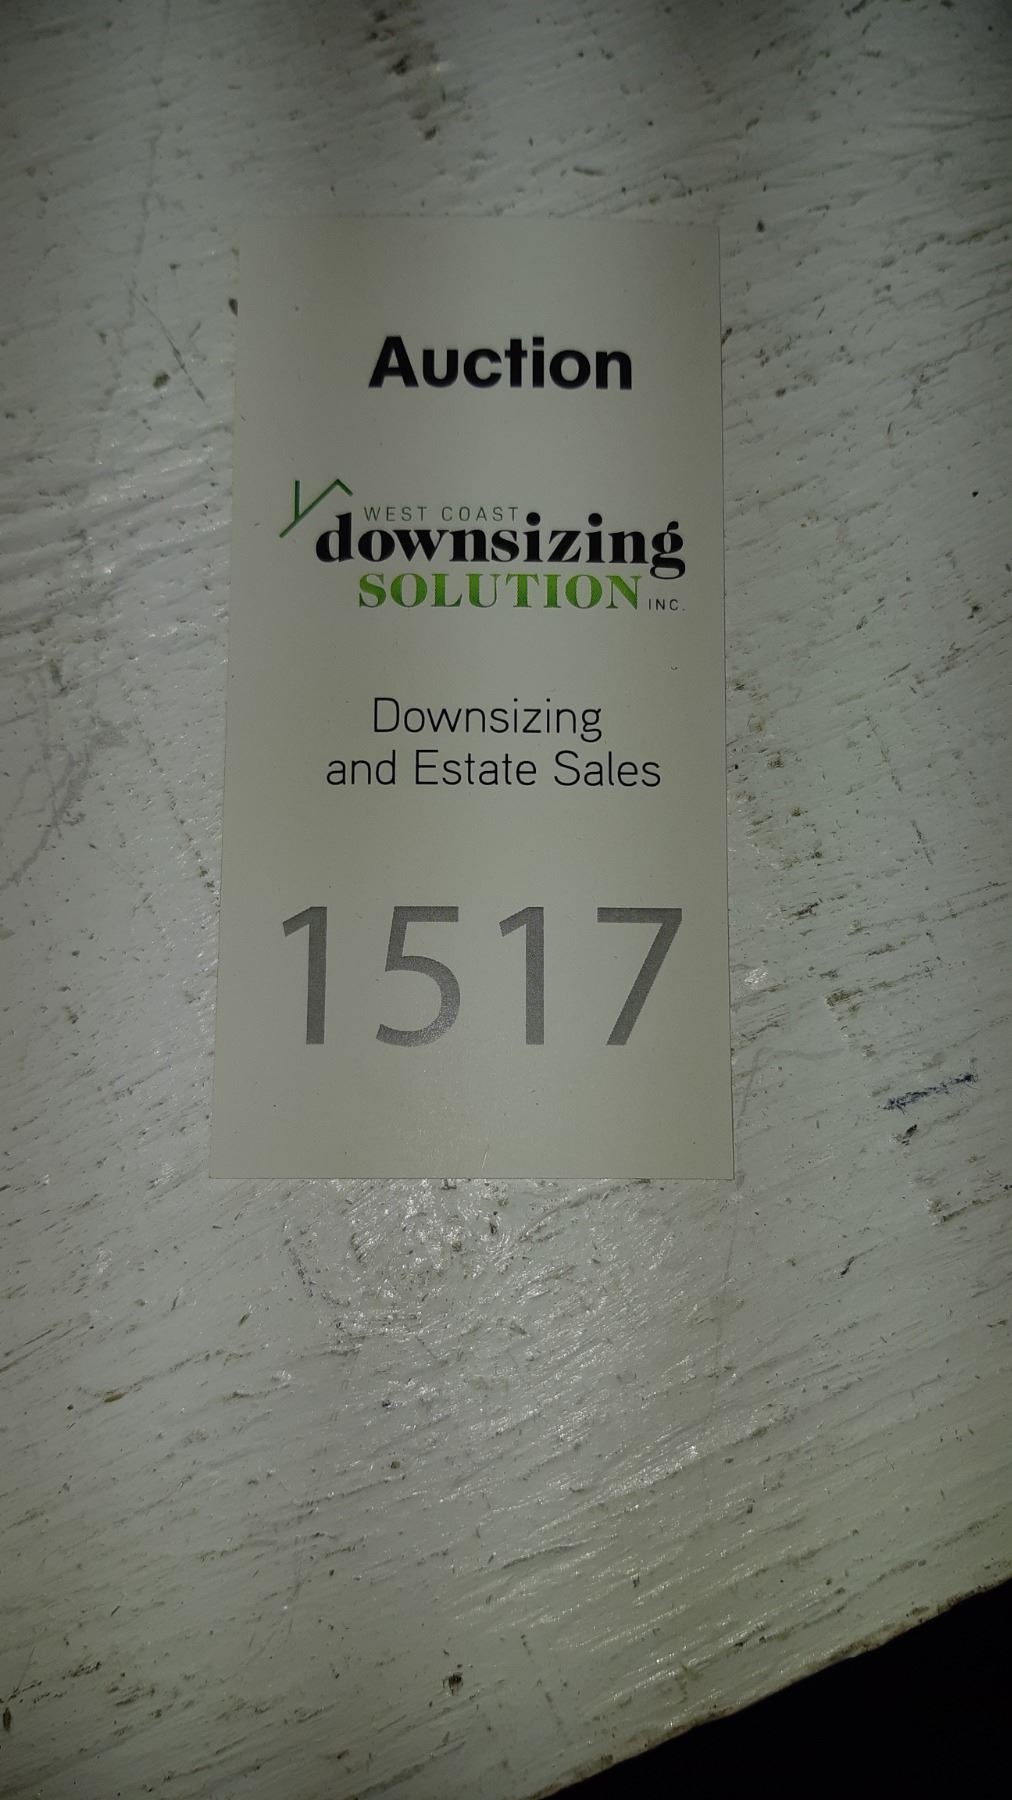 Auction
WEST COAST
downsizing
SOLUTION INC.
Downsizing
and Estate Sales
1517